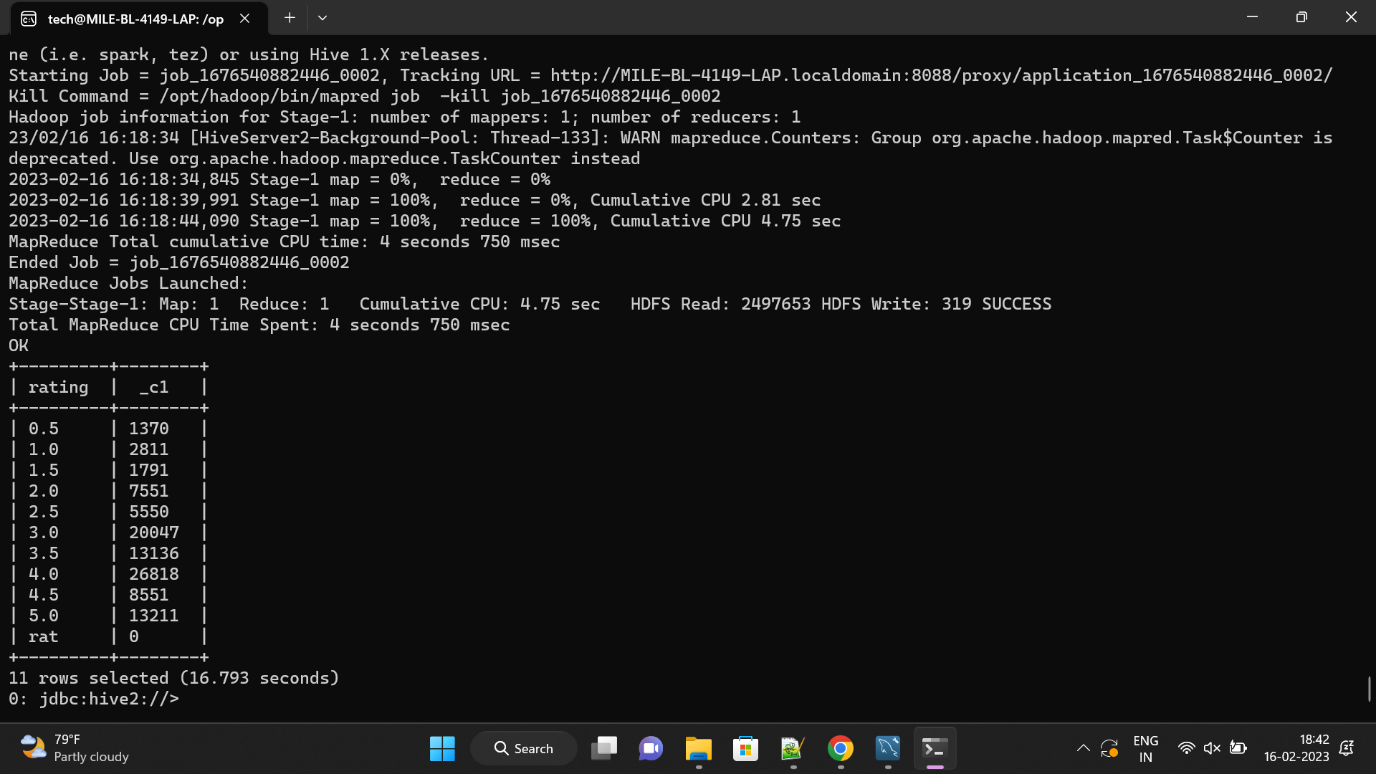 tech@MILE-BL-4149-LAP: /op
ne (i.e. spark, tez) or using Hive 1.X releases.
Starting Job = job_1676540882446_0002, Tracking URL = http://MILE-BL-4149-LAP.localdomain:8088/proxy/application_1676540882446_0002/
Kill Command = /opt/hadoop/bin/mapred job  -kill job_1676540882446_0002
Hadoop job information for Stage-1: number of mappers: 1; number of reducers: 1
23/02/16 16:18:34 [HiveServer2-Background-Pool: Thread-133]: WARN mapreduce.Counters: Group org.apache.hadoop.mapred.Task$Counter is
deprecated. Use org.apache.hadoop.mapreduce.TaskCounter instead
2023-02-16 16:18:34,845 Stage-1 map = 0%,  reduce = 0%
2023-02-16 16:18:39,991 Stage-1 map = 100%,  reduce = 0%, Cumulative CPU 2.81 sec
2023-02-16 16:18:44,090 Stage-1 map = 100%,  reduce = 100%, Cumulative CPU 4.75 sec
MapReduce Total cumulative CPU time: 4 seconds 750 msec
Ended Job = job_1676540882446_0002
MapReduce Jobs Launched:
Stage-Stage-1: Map: 1  Reduce: 1   Cumulative CPU: 4.75 sec   HDFS Read: 2497653 HDFS Write: 319 SUCCESS
Total MapReduce CPU Time Spent: 4 seconds 750 msec
OK
+---------+--------+
| rating  |  _c1   |
+---------+--------+
| 0.5     | 1370   |
| 1.0     | 2811   |
| 1.5     | 1791   |
| 2.0     | 7551   |
| 2.5     | 5550   |
| 3.0     | 20047  |
| 3.5     | 13136  |
| 4.0     | 26818  |
| 4.5     | 8551   |
| 5.0     | 13211  |
| rat     | 0      |
+---------+--------+
11 rows selected (16.793 seconds)
0: jdbc:hive2://>
79°F
Partly cloudy
Search
ENG
IN
18:42
16-02-2023